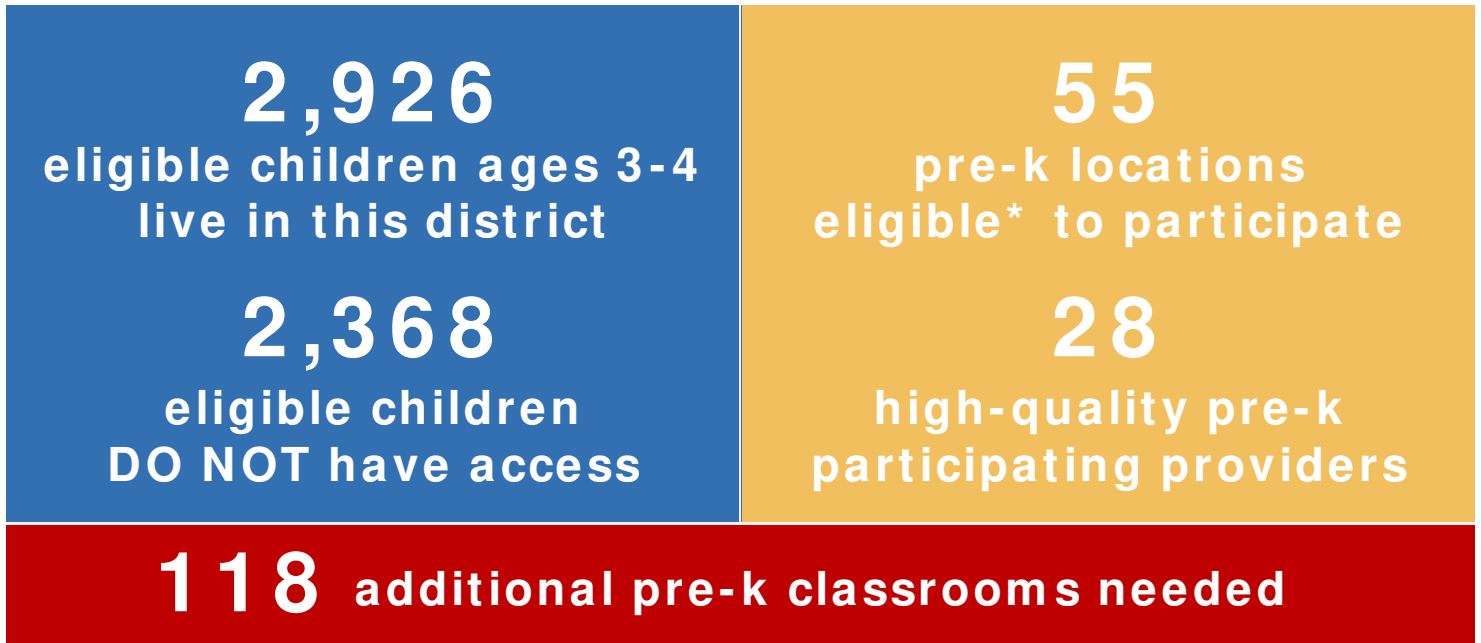 2,926
eligible children ages 3-4
live in this district
2,368
eligible children
DO NOT have access
55
pre-k locations
eligible* to participate
28
high-quality pre-k
participating providers
118 additional pre-k classrooms needed